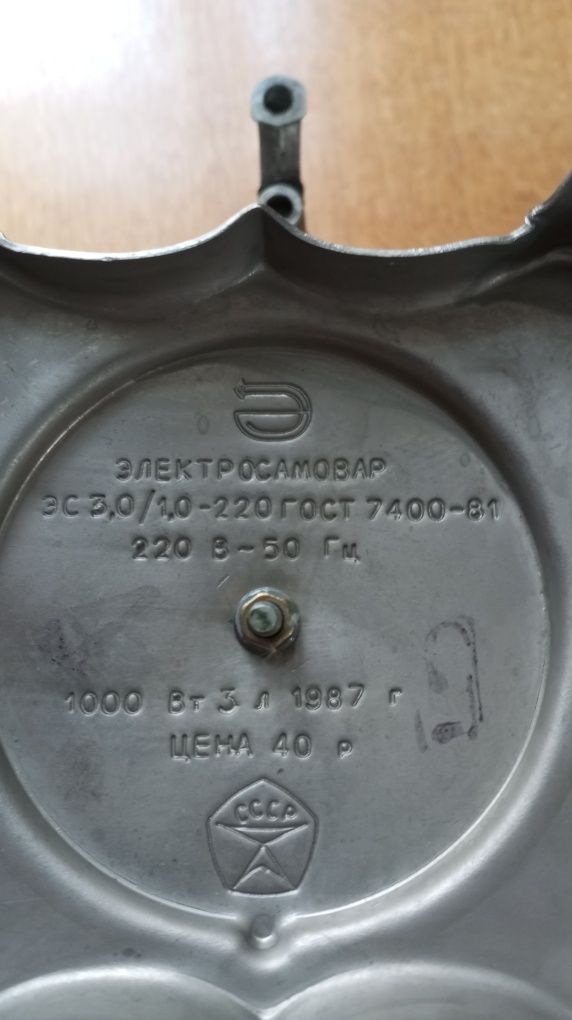 ЭЛЕКТРОСАМОВАР
ЭС 3,0/1,0-220 ГОСТ 7400-81
220 В ~ 50 Гц
1000 Вт 3 л 1987 г
ЦЕНА 40 р
СССР